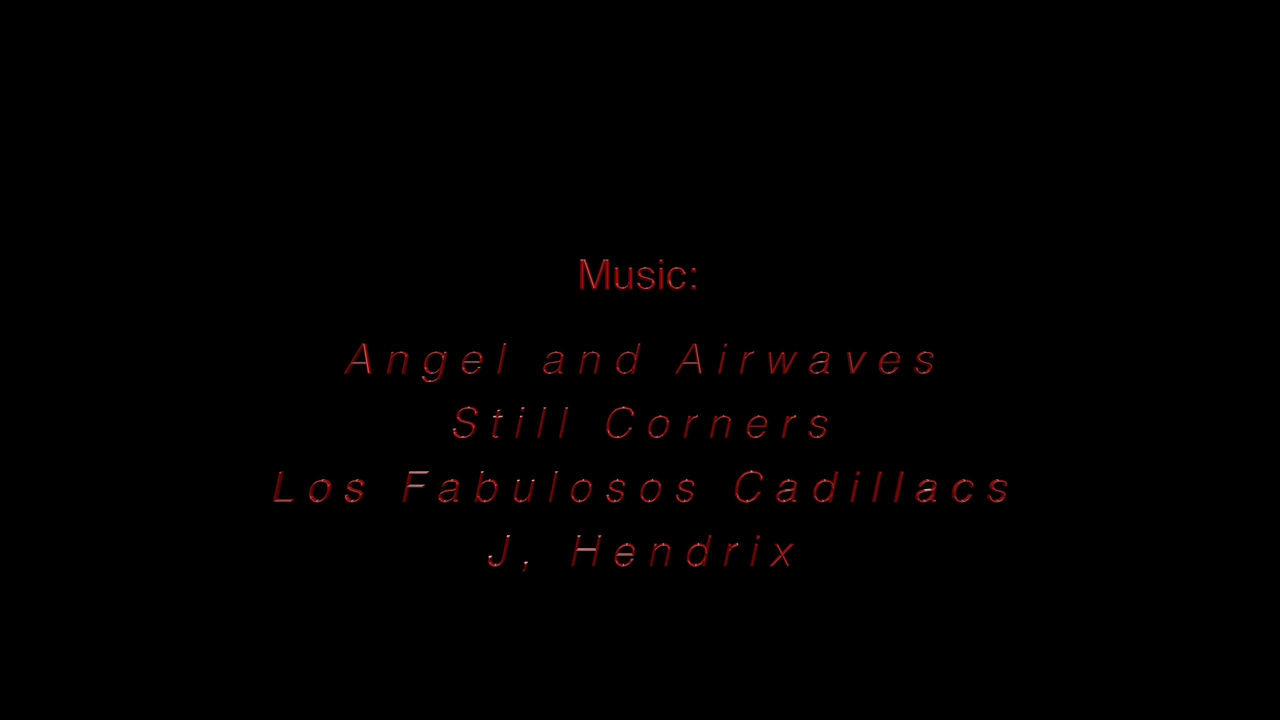 Music:
Angel and Airwaves
Still Corners
Los Fabulosos Cadillacs
J, Hendrix